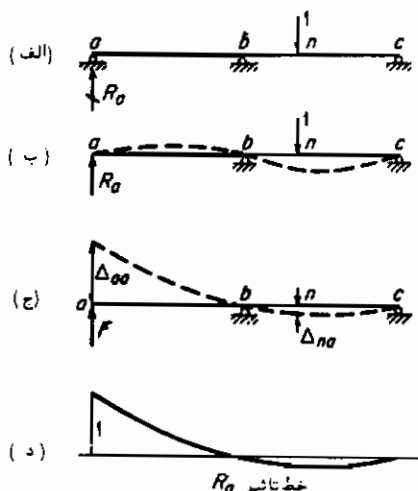 (الف)
a b n c
1
R_a
(ب)
a b n c
1
R_a
(ج)
a b n c
Δ_aa
F
Δ_na
(د)
1
خط تاثیر R_a